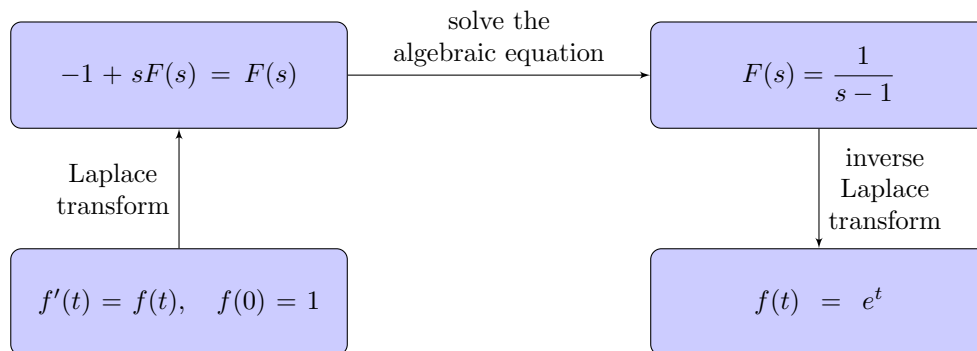 solve the
algebraic equation
−1 + sF(s) = F(s)
F(s) = 1/(s − 1)
Laplace
transform
inverse
Laplace
transform
f′(t) = f(t), f(0) = 1
f(t) = e^t